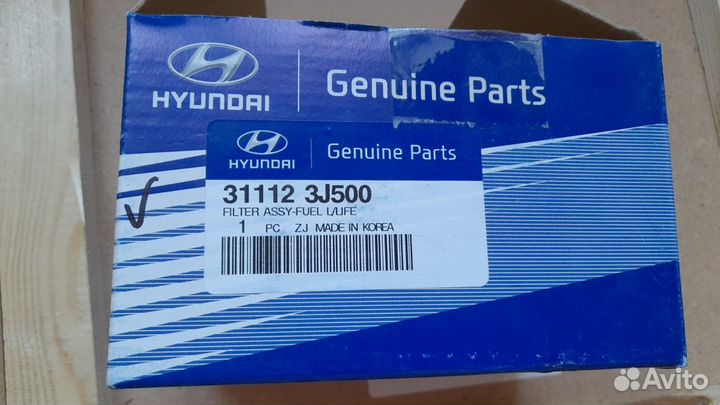 HYUNDAI
Genuine Parts
HYUNDAI
Genuine Parts
31112 3J500
FILTER ASSY-FUEL L/LIFE
1 PC ZJ MADE IN KOREA
Avito